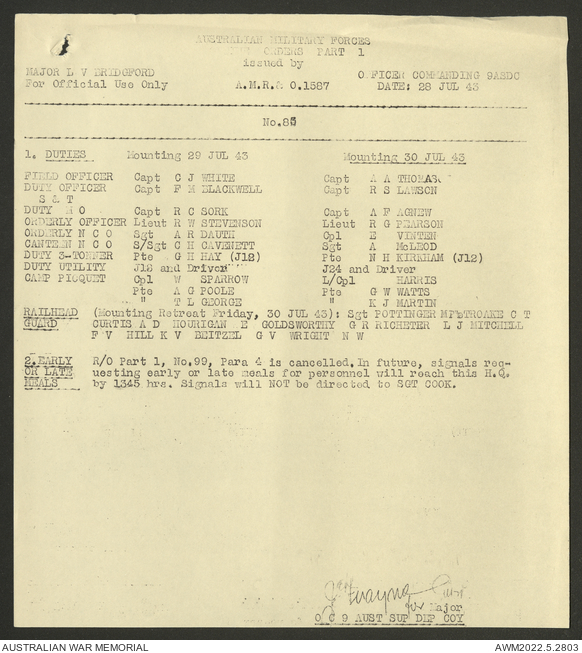 AUSTRALIAN MILITARY FORCES
ORDERS PART 1
issued by
MAJOR L V BRIDGFORD OFFICER COMMANDING 9ASDC
For Official Use Only A.M.R.& O.1587 DATE: 28 JUL 43
No.85
1. DUTIES Mounting 29 JUL 43 Mounting 30 JUL 43
FIELD OFFICER Capt C J WHITE Capt A A THOMAS
DUTY OFFICER Capt F M BLACKWELL Capt R S LAWSON
S & T
DUTY O Capt R C SORK Capt A F AGNEW
ORDERLY OFFICER Lieut R W STEVENSON Lieut R G PEARSON
ORDERLY N C O Sgt A R DAUTH Cpl E VINTEN
CANTEEN N C O S/Sgt C H CAVENETT Sgt A McLEOD
DUTY 3-TONNER Pte G H HAY (J12) Pte N H KIRKHAM (J12)
DUTY UTILITY J12 and Driver J24 and Driver
CAMP PICQUET Cpl W SPARROW L/Cpl HARRIS
Pte A G POOLE Pte G W WATTS
" T L GEORGE " K J MARTIN
RAILHEAD (Mounting Retreat Friday, 30 JUL 43): Sgt POTTINGER C T
GUARD CURTIS A D HOURIGAN E GOLDSWORTHY G R RICHETER L J MITCHELL
F V HILL K V BEITZEL G V WRIGHT N W
2. EARLY R/O Part 1, No.99, Para 4 is cancelled. In future, signals req-
OR LATE uesting early or late meals for personnel will reach this H.Q.
MEALS by 1345 hrs. Signals will NOT be directed to SGT COOK.
for Major
O C 9 AUST SUP DEP COY
AUSTRALIAN WAR MEMORIAL AWM2022.5.2803